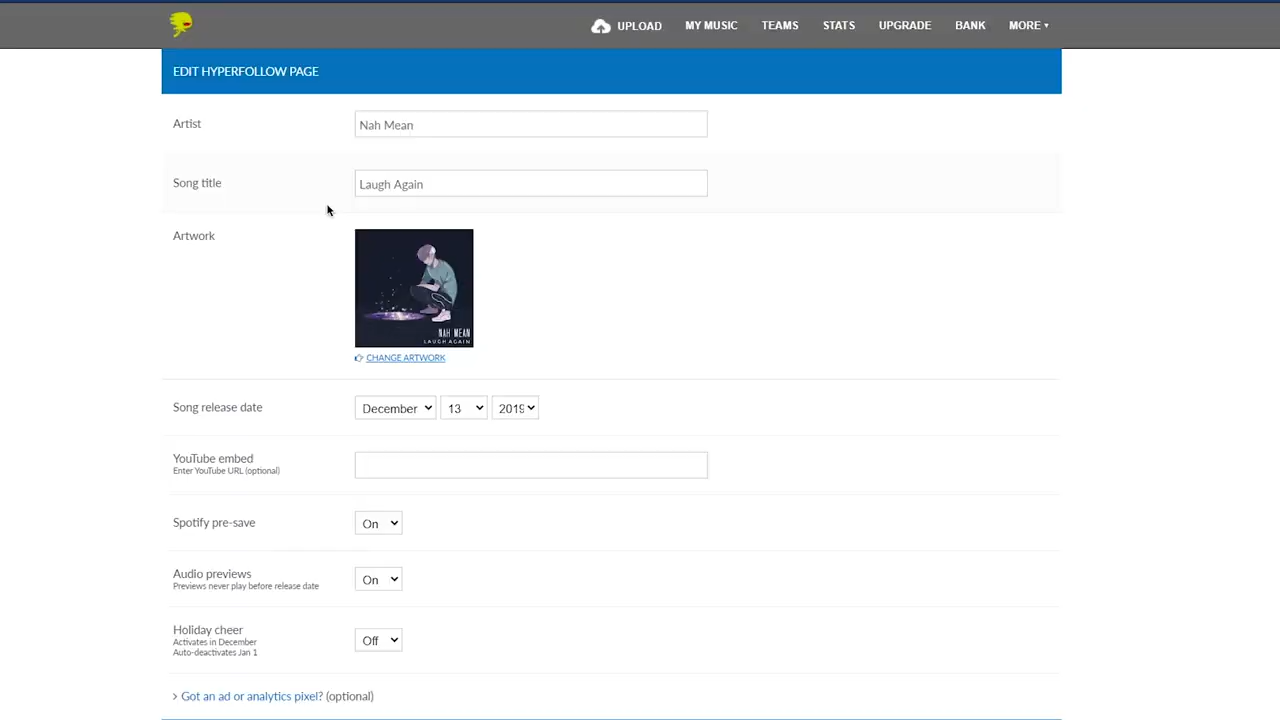 UPLOAD MY MUSIC TEAMS STATS UPGRADE BANK MORE ▾
EDIT HYPERFOLLOW PAGE
Artist Nah Mean
Song title Laugh Again
Artwork
NAH MEAN
LAUGH AGAIN
CHANGE ARTWORK
Song release date December 13 2019
YouTube embed
Enter YouTube URL (optional)
Spotify pre-save On
Audio previews On
Previews never play before release date
Holiday cheer Off
Activates in December
Auto-deactivates Jan 1
> Got an ad or analytics pixel? (optional)